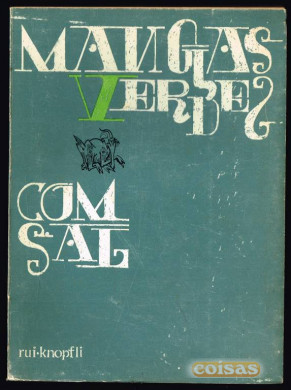 MANGAS
VERDES
COM
SAL
rui·knopfli
coisas